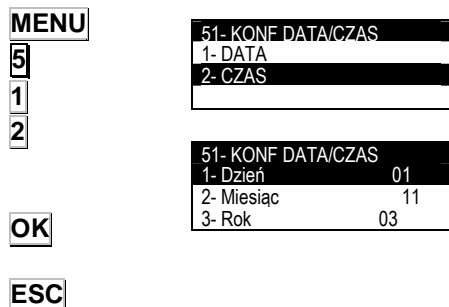 MENU
5
1
2
OK
ESC
51- KONF DATA/CZAS
1- DATA
2- CZAS
51- KONF DATA/CZAS
1- Dzień 01
2- Miesiąc 11
3- Rok 03